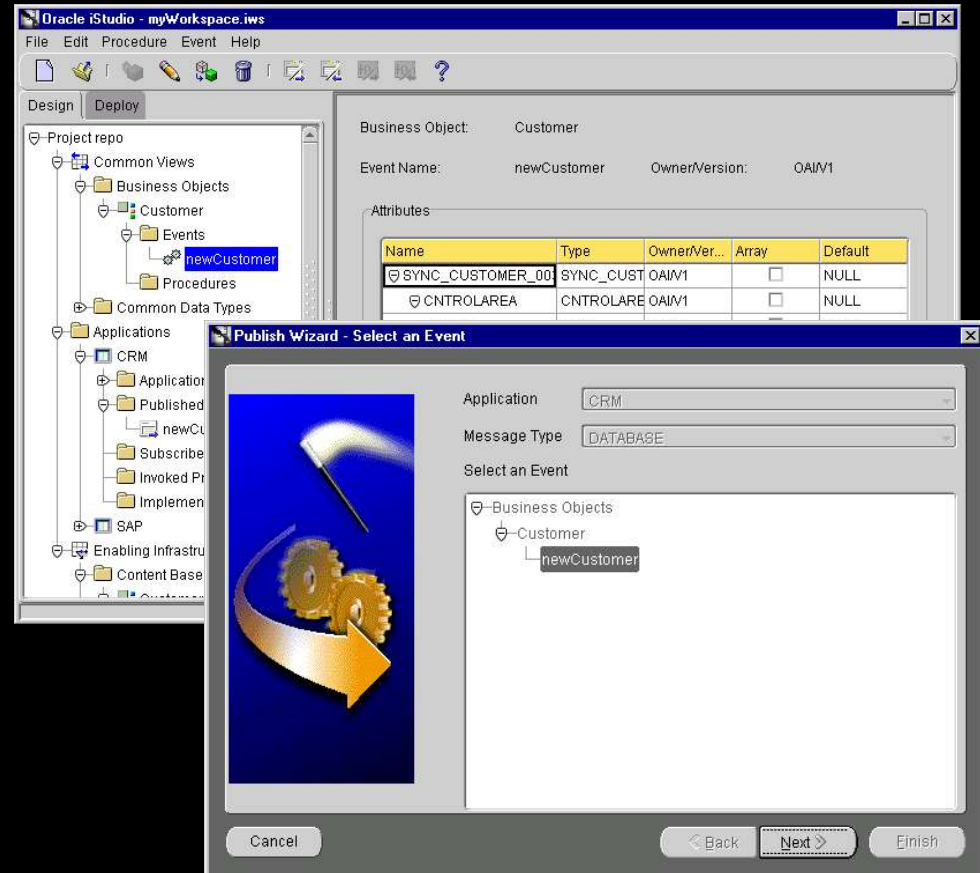 Oracle iStudio - myWorkspace.iws
File Edit Procedure Event Help
Design Deploy
Project repo
Common Views
Business Objects
Customer
Events
newCustomer
Procedures
Common Data Types
Applications
CRM
Published
Subscribe
Invoked
SAP
Enabling
Content Base
Business Object: Customer
Event Name: newCustomer Owner/Version: OAI/V1
Attributes
Name Type Owner/Ver... Array Default
SYNC_CUSTOMER_00 SYNC_CUST OAI/V1 NULL
CNTROLAREA CNTROLARE OAI/V1 NULL
Publish Wizard - Select an Event
Application CRM
Message Type DATABASE
Select an Event
Business Objects
Customer
newCustomer
Cancel Back Next Finish